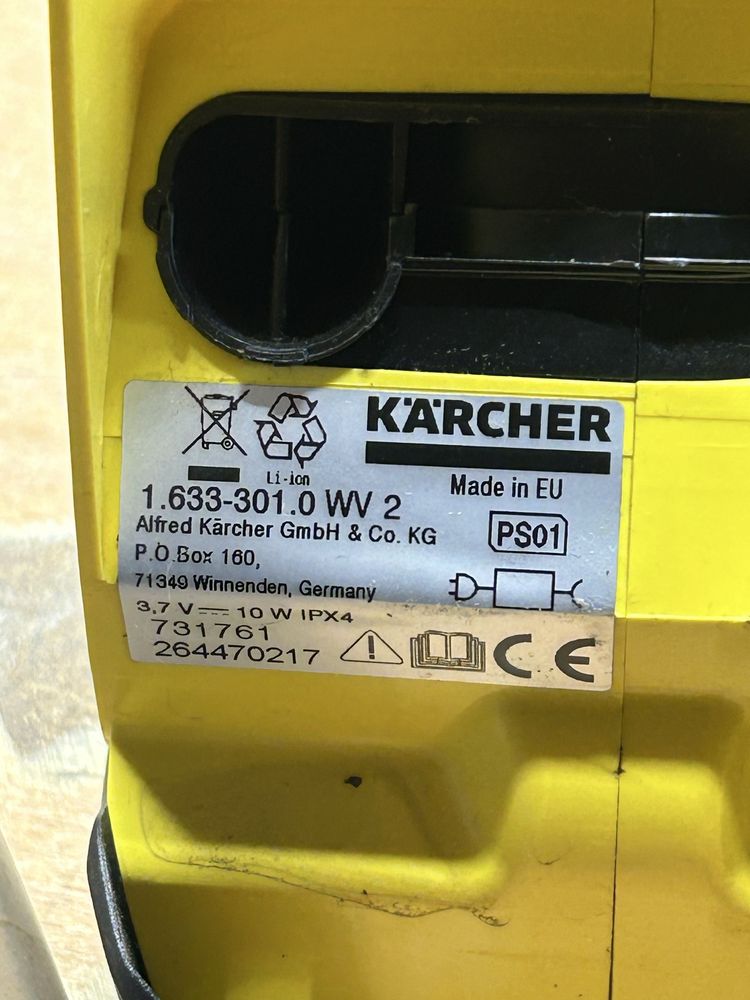 KÄRCHER
Li-ion
Made in EU
1.633-301.0 WV 2
Alfred Kärcher GmbH & Co. KG
PS01
P.O.Box 160,
71349 Winnenden, Germany
3,7 V ⎓ 10 W IPX4
731761
264470217
CE